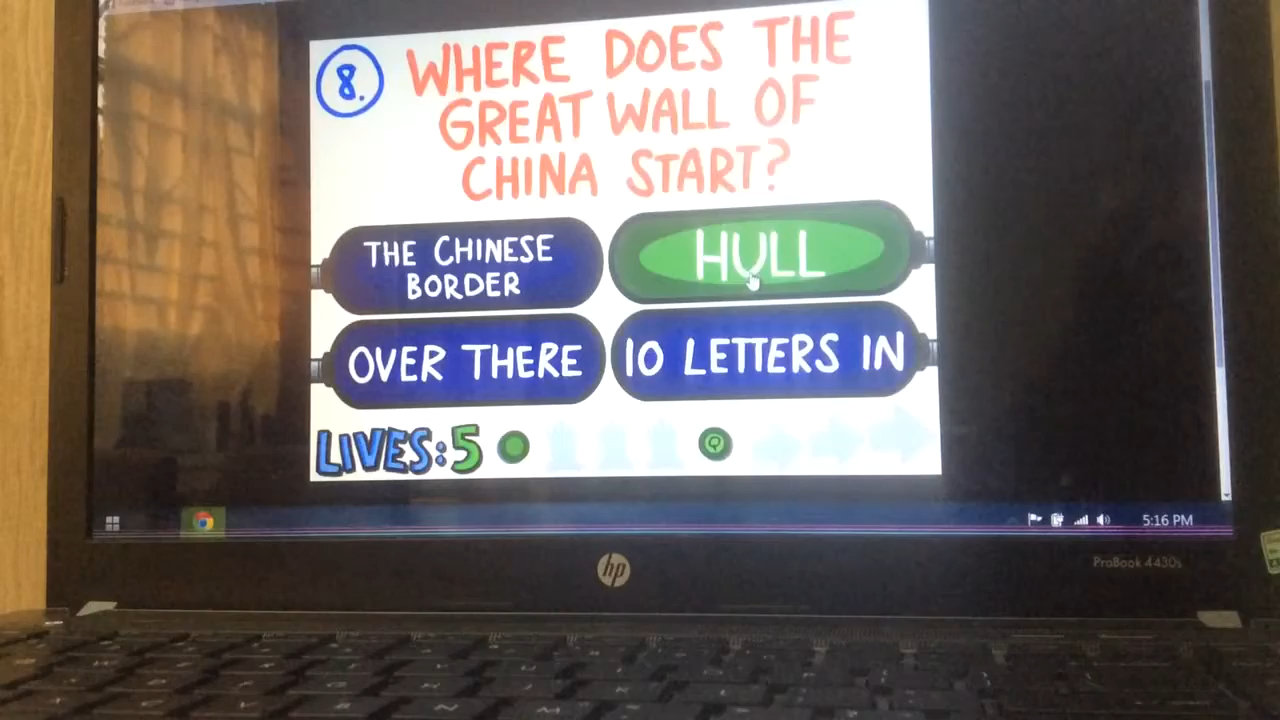 8.
WHERE DOES THE
GREAT WALL OF
CHINA START?
THE CHINESE
BORDER
HULL
OVER THERE
10 LETTERS IN
LIVES:5
5:16 PM
hp
ProBook 4430s